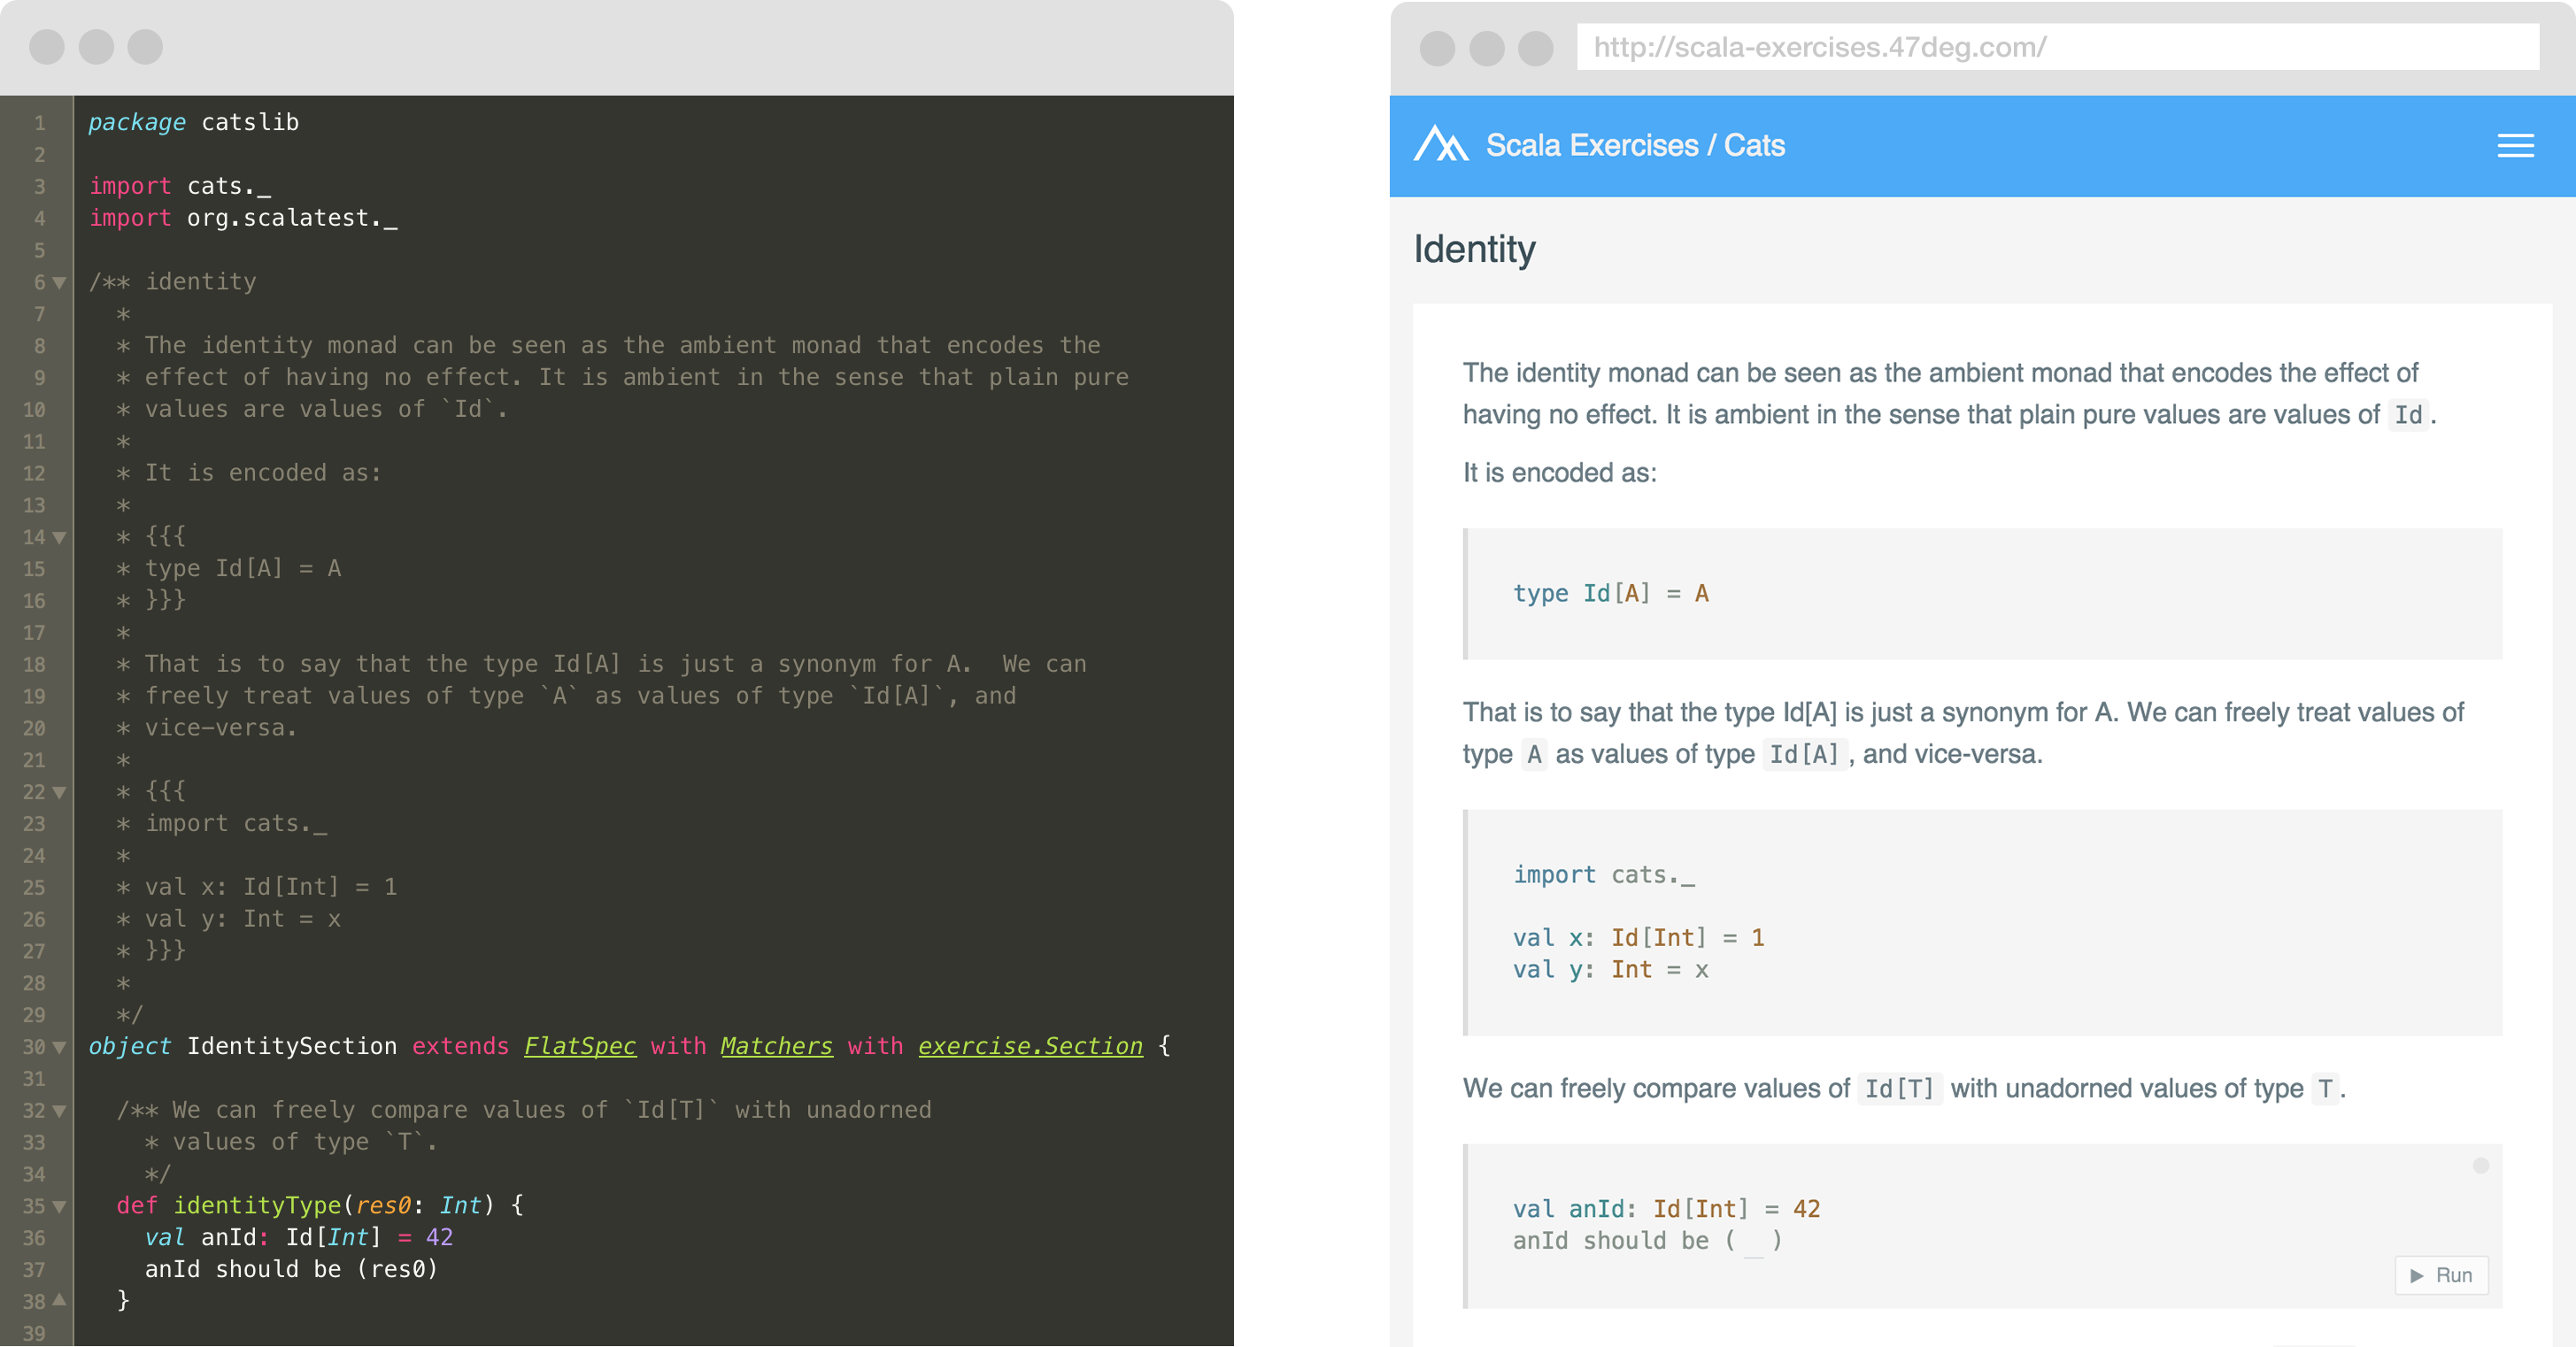 1 package catslib
2
3 import cats._
4 import org.scalatest._
5
6 /** identity
7 *
8 * The identity monad can be seen as the ambient monad that encodes the
9 * effect of having no effect. It is ambient in the sense that plain pure
10 * values are values of `Id`.
11 *
12 * It is encoded as:
13 *
14 * {{{
15 * type Id[A] = A
16 * }}}
17 *
18 * That is to say that the type Id[A] is just a synonym for A.  We can
19 * freely treat values of type `A` as values of type `Id[A]`, and
20 * vice-versa.
21 *
22 * {{{
23 * import cats._
24 *
25 * val x: Id[Int] = 1
26 * val y: Int = x
27 * }}}
28 *
29 */
30 object IdentitySection extends FlatSpec with Matchers with exercise.Section {
31
32 /** We can freely compare values of `Id[T]` with unadorned
33 * values of type `T`.
34 */
35 def identityType(res0: Int) {
36 val anId: Id[Int] = 42
37 anId should be (res0)
38 }
39
http://scala-exercises.47deg.com/
Scala Exercises / Cats
Identity
The identity monad can be seen as the ambient monad that encodes the effect of
having no effect. It is ambient in the sense that plain pure values are values of Id.
It is encoded as:
type Id[A] = A
That is to say that the type Id[A] is just a synonym for A. We can freely treat values of
type A as values of type Id[A], and vice-versa.
import cats._
val x: Id[Int] = 1
val y: Int = x
We can freely compare values of Id[T] with unadorned values of type T.
val anId: Id[Int] = 42
anId should be ( __ )
Run